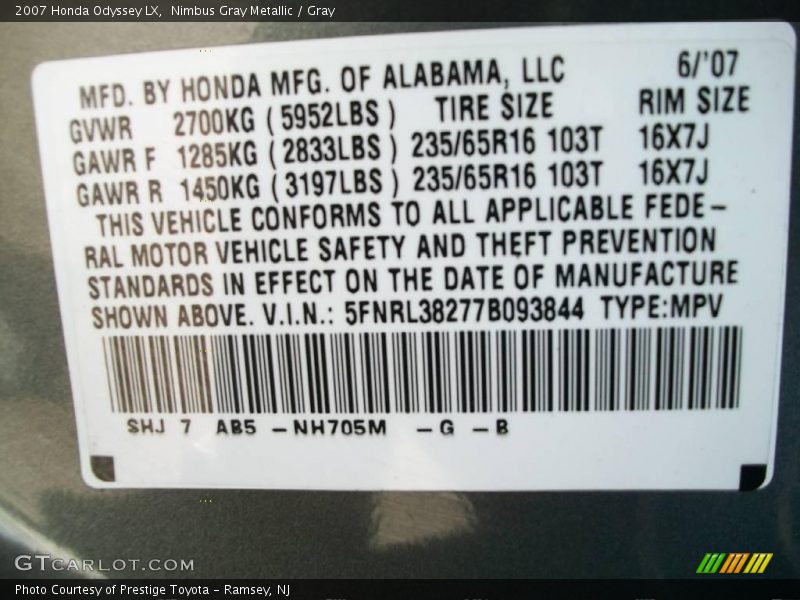 2007 Honda Odyssey LX,  Nimbus Gray Metallic / Gray
MFD. BY HONDA MFG. OF ALABAMA, LLC 6/'07
GVWR 2700KG (5952LBS) TIRE SIZE RIM SIZE
GAWR F 1285KG (2833LBS) 235/65R16 103T 16X7J
GAWR R 1450KG (3197LBS) 235/65R16 103T 16X7J
THIS VEHICLE CONFORMS TO ALL APPLICABLE FEDE-
RAL MOTOR VEHICLE SAFETY AND THEFT PREVENTION
STANDARDS IN EFFECT ON THE DATE OF MANUFACTURE
SHOWN ABOVE. V.I.N.: 5FNRL38277B093844 TYPE:MPV
SHJ 7 AB5 -NH705M -G -B
GTCARLOT.COM
Photo Courtesy of Prestige Toyota - Ramsey, NJ